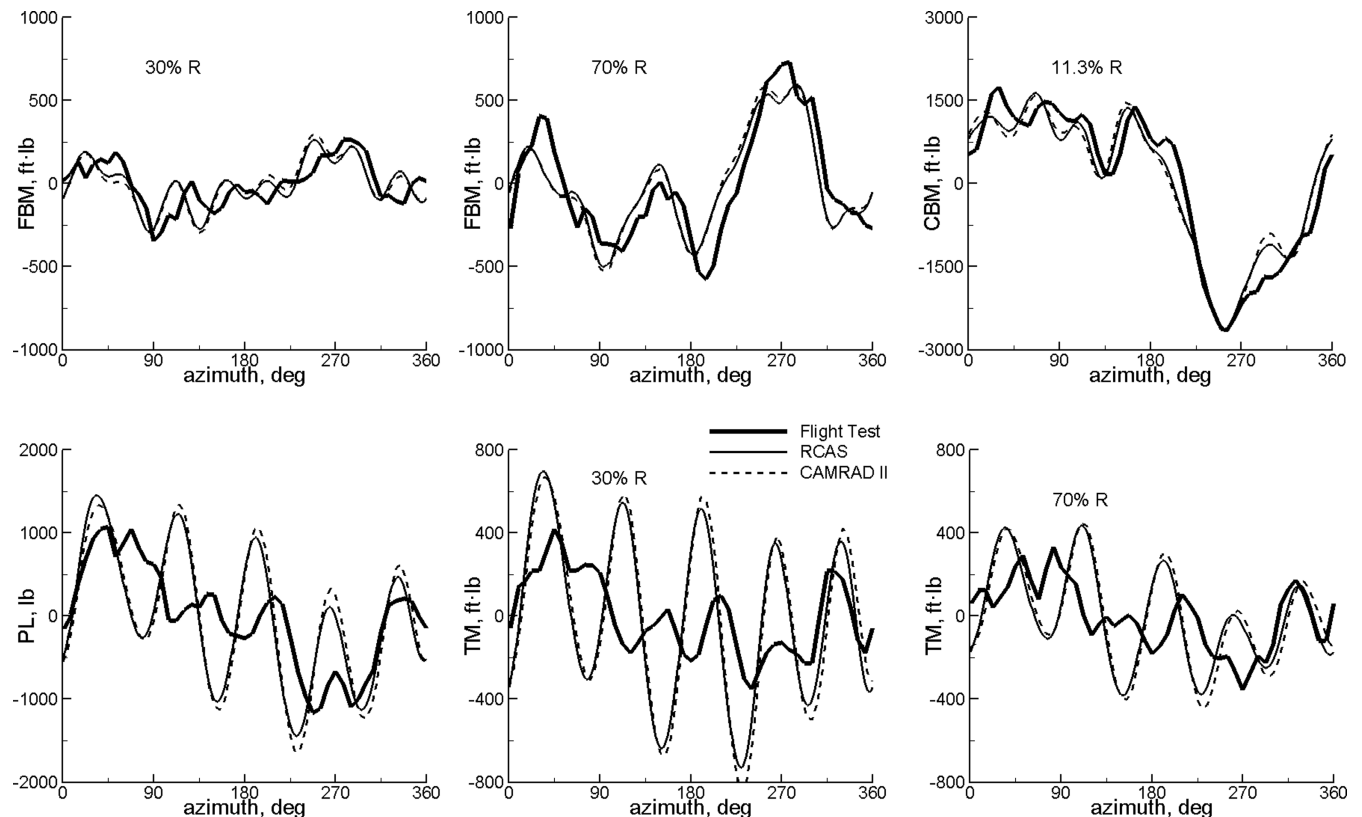 1000
500
0
-500
-1000
FBM, ft·lb
30% R
0 90 180 270 360
azimuth, deg
1000
500
0
-500
-1000
FBM, ft·lb
70% R
0 90 180 270 360
azimuth, deg
3000
1500
0
-1500
-3000
CBM, ft·lb
11.3% R
0 90 180 270 360
azimuth, deg
2000
1000
0
-1000
-2000
PL, lb
0 90 180 270 360
azimuth, deg
800
400
0
-400
-800
TM, ft·lb
30% R
Flight Test
RCAS
CAMRAD II
0 90 180 270 360
azimuth, deg
800
400
0
-400
-800
TM, ft·lb
70% R
0 90 180 270 360
azimuth, deg